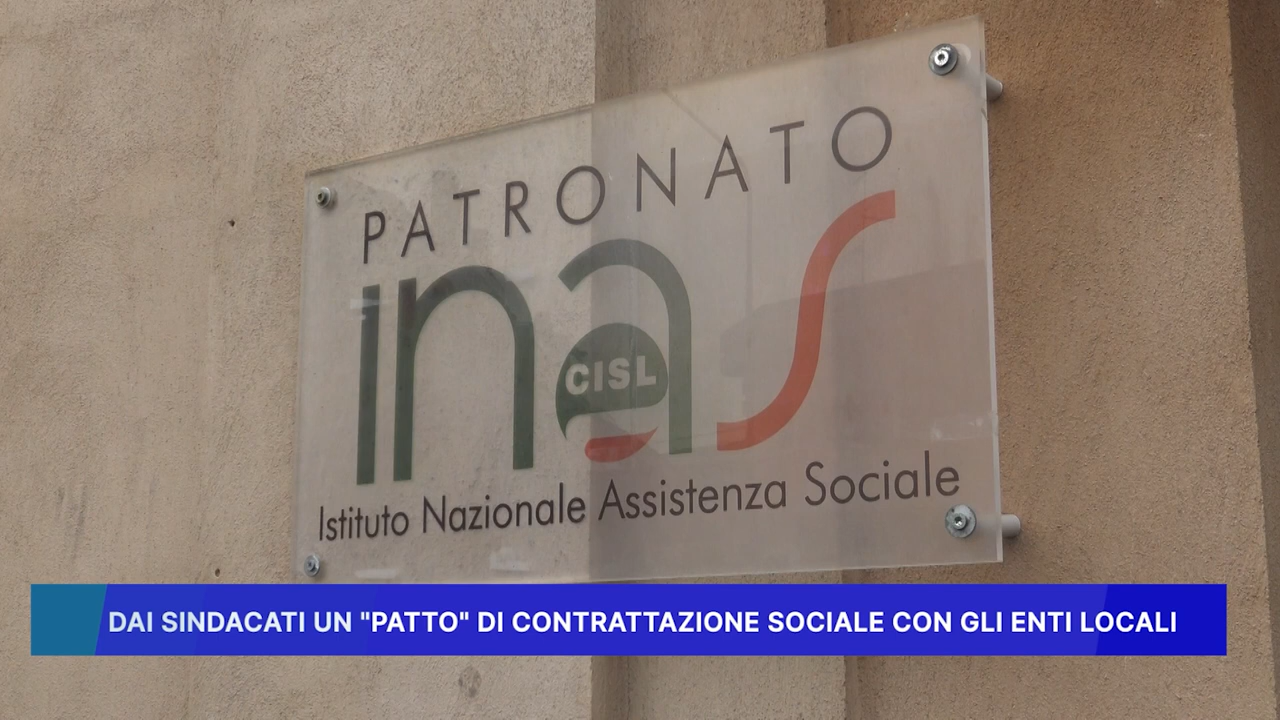 PATRONATO
inas
CISL
Istituto Nazionale Assistenza Sociale
DAI SINDACATI UN "PATTO" DI CONTRATTAZIONE SOCIALE CON GLI ENTI LOCALI